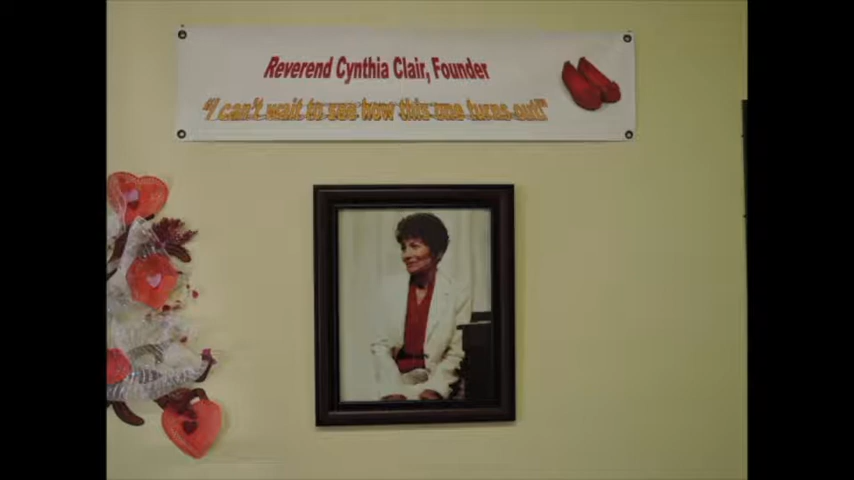 Reverend Cynthia Clair, Founder
"I can't wait to see how this one turns out!"